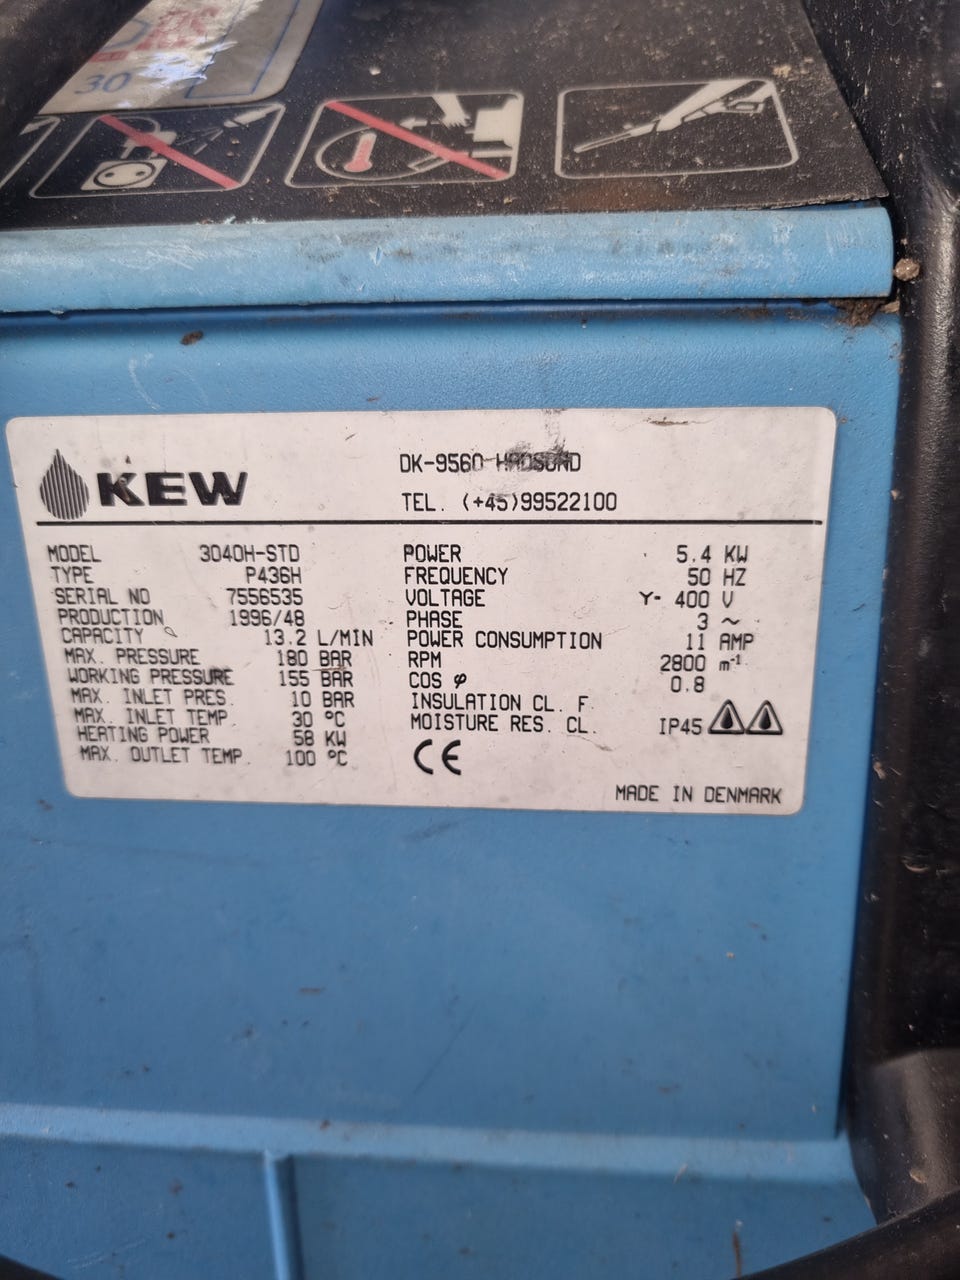 30
KEW
DK-9560 HADSUND
TEL. (+45)99522100
MODEL 3040H-STD
TYPE P436H
SERIAL NO 7556535
PRODUCTION 1996/48
CAPACITY 13.2 L/MIN
MAX. PRESSURE 180 BAR
WORKING PRESSURE 155 BAR
MAX. INLET PRES. 10 BAR
MAX. INLET TEMP. 30 °C
HEATING POWER 58 KW
MAX. OUTLET TEMP. 100 °C
POWER 5.4 KW
FREQUENCY 50 HZ
VOLTAGE Y- 400 V
PHASE 3 ~
POWER CONSUMPTION 11 AMP
RPM 2800 m⁻¹
COS φ 0.8
INSULATION CL. F
MOISTURE RES. CL. IP45
CE
MADE IN DENMARK